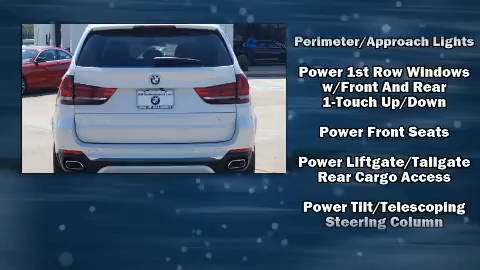 Perimeter/Approach Lights
Power 1st Row Windows
w/Front And Rear
1-Touch Up/Down
Power Front Seats
Power Liftgate/Tailgate
Rear Cargo Access
Power Tilt/Telescoping
Steering Column